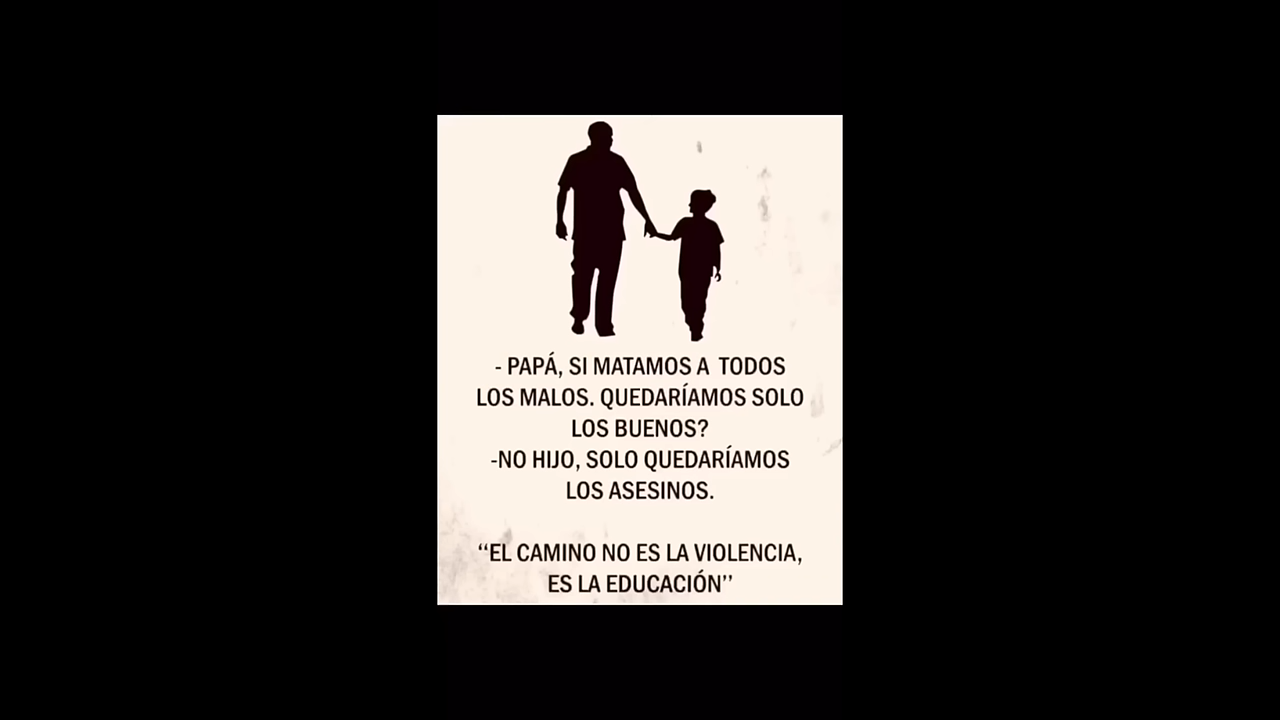 - PAPÁ, SI MATAMOS A TODOS
LOS MALOS. QUEDARÍAMOS SOLO
LOS BUENOS?
-NO HIJO, SOLO QUEDARÍAMOS
LOS ASESINOS.
‘‘EL CAMINO NO ES LA VIOLENCIA,
ES LA EDUCACIÓN’’